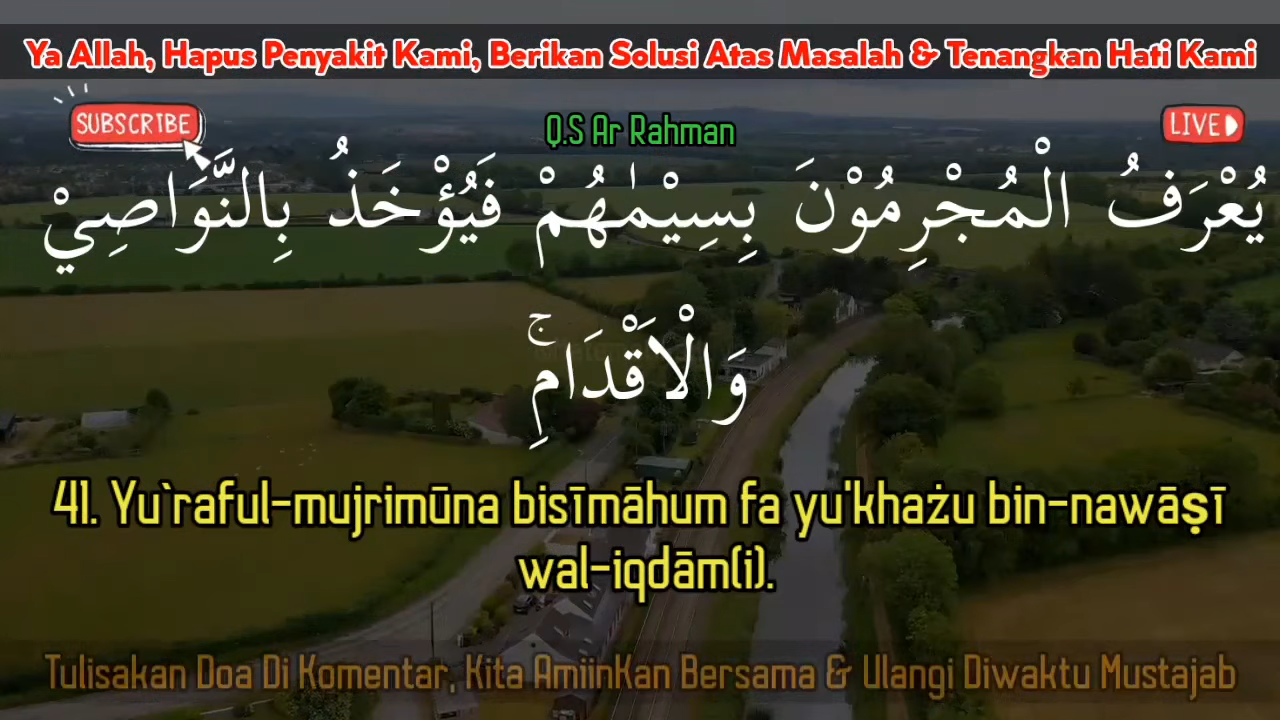 Ya Allah, Hapus Penyakit Kami, Berikan Solusi Atas Masalah & Tenangkan Hati Kami
SUBSCRIBE
LIVE
Q.S Ar Rahman
يُعْرَفُ الْمُجْرِمُوْنَ بِسِيْمٰهُمْ فَيُؤْخَذُ بِالنَّوَاصِيْ
وَالْاَقْدَامِۚ
41. Yu`raful-mujrimūna bisīmāhum fa yu'khażu bin-nawāṣī
wal-iqdām(i).
Tulisakan Doa Di Komentar, Kita AmiinKan Bersama & Ulangi Diwaktu Mustajab